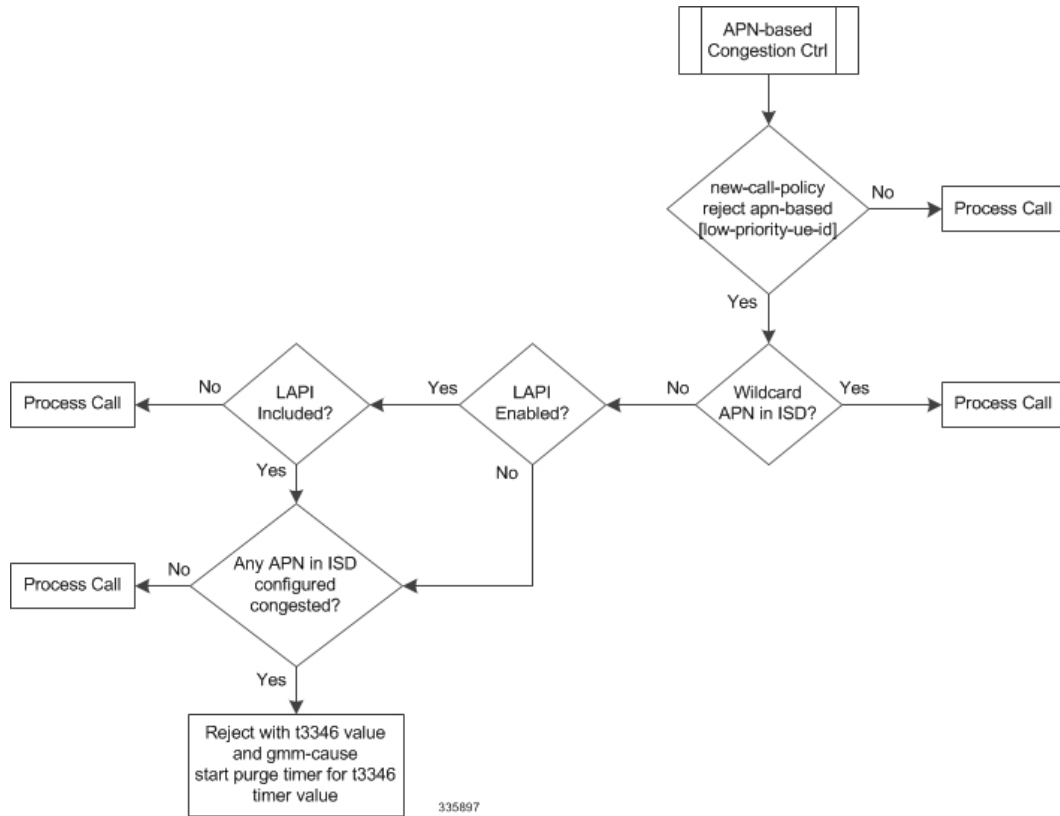 APN-based
Congestion Ctrl
new-call-policy
reject apn-based
[low-priority-ue-id]
No
Process Call
Yes
Wildcard
APN in ISD?
Yes
Process Call
No
LAPI
Enabled?
Yes
LAPI
Included?
No
Process Call
Yes
No
Any APN in ISD
configured
congested?
No
Process Call
Yes
Reject with t3346 value
and gmm-cause
start purge timer for t3346
timer value
335897